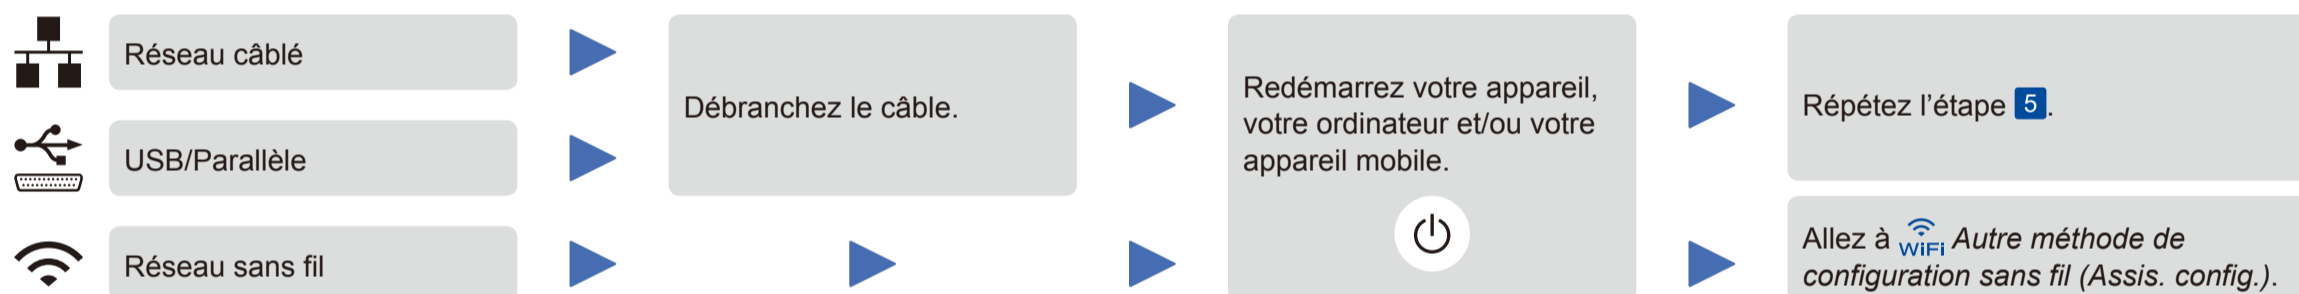 Réseau câblé
USB/Parallèle
Réseau sans fil
Débranchez le câble.
Redémarrez votre appareil,
votre ordinateur et/ou votre
appareil mobile.
Répétez l’étape 5.
Allez à WiFi Autre méthode de
configuration sans fil (Assis. config.).